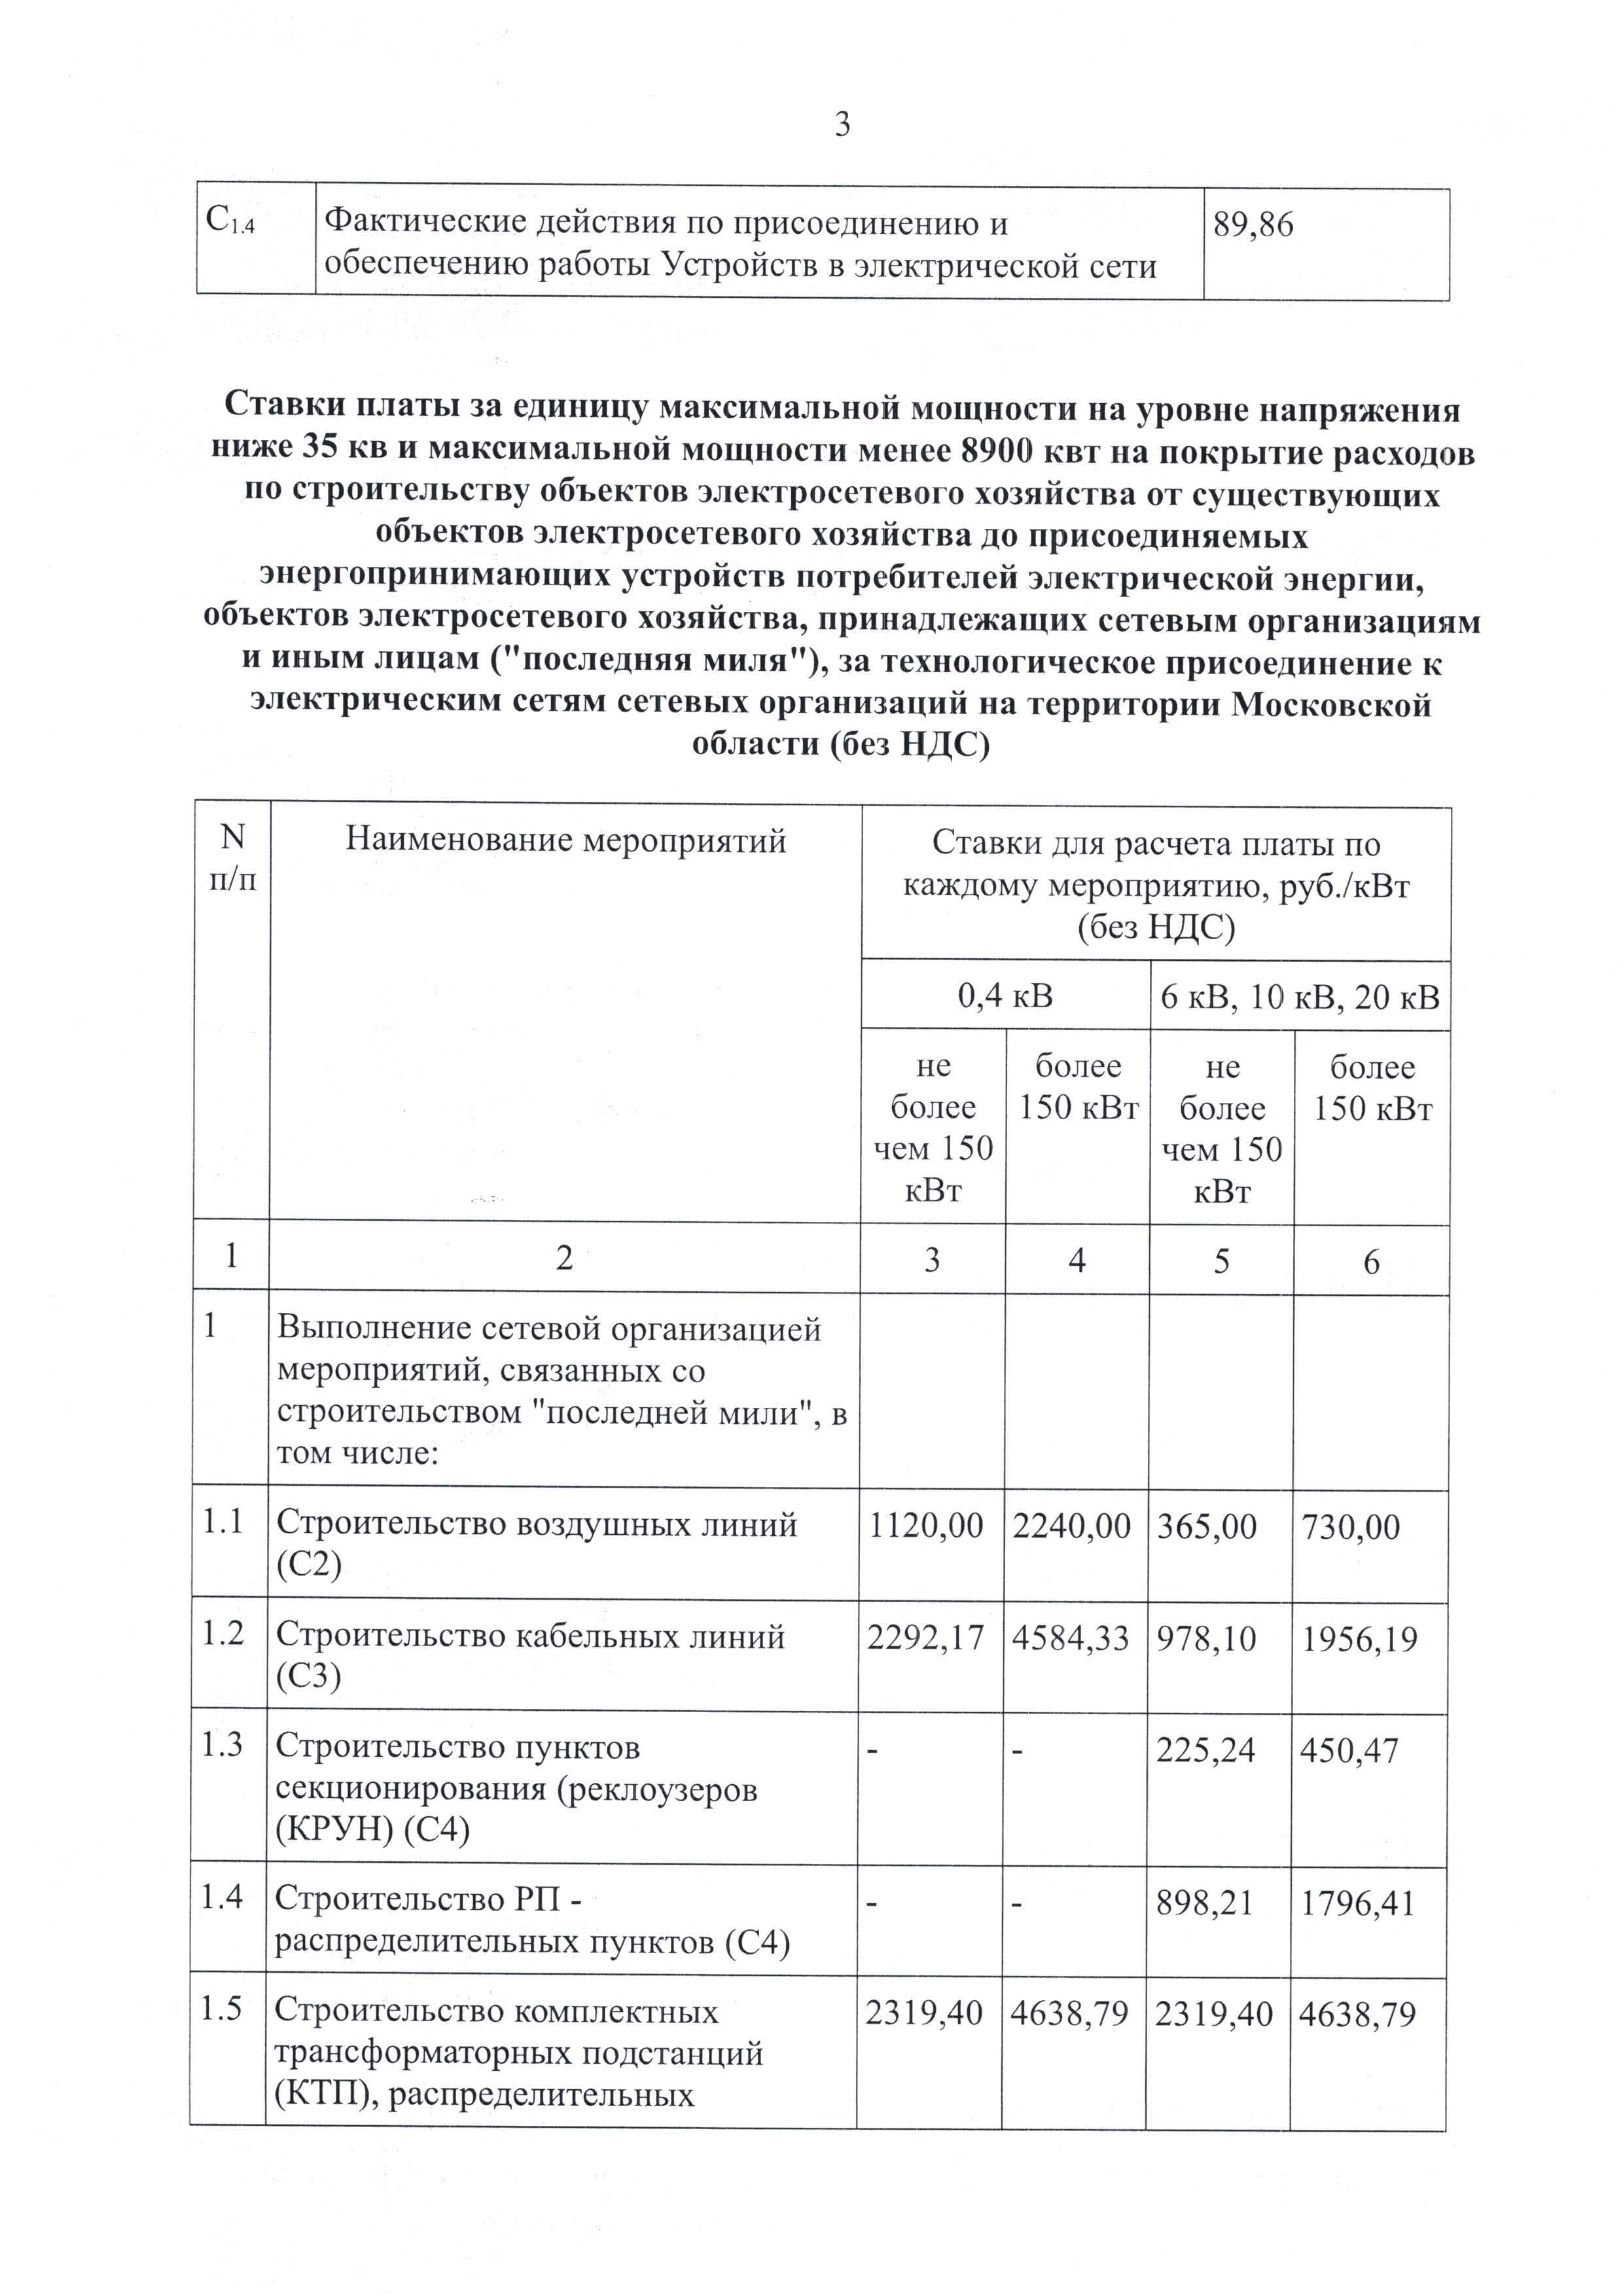 3
С1.4
Фактические действия по присоединению и
обеспечению работы Устройств в электрической сети
89,86
Ставки платы за единицу максимальной мощности на уровне напряжения
ниже 35 кв и максимальной мощности менее 8900 квт на покрытие расходов
по строительству объектов электросетевого хозяйства от существующих
объектов электросетевого хозяйства до присоединяемых
энергопринимающих устройств потребителей электрической энергии,
объектов электросетевого хозяйства, принадлежащих сетевым организациям
и иным лицам ("последняя миля"), за технологическое присоединение к
электрическим сетям сетевых организаций на территории Московской
области (без НДС)
N
п/п
Наименование мероприятий
Ставки для расчета платы по
каждому мероприятию, руб./кВт
(без НДС)
0,4 кВ
6 кВ, 10 кВ, 20 кВ
не
более
чем 150
кВт
более
150 кВт
не
более
чем 150
кВт
более
150 кВт
1
2
3
4
5
6
1
Выполнение сетевой организацией
мероприятий, связанных со
строительством "последней мили", в
том числе:
1.1
Строительство воздушных линий
(С2)
1120,00
2240,00
365,00
730,00
1.2
Строительство кабельных линий
(С3)
2292,17
4584,33
978,10
1956,19
1.3
Строительство пунктов
секционирования (реклоузеров
(КРУН) (С4)
-
-
225,24
450,47
1.4
Строительство РП -
распределительных пунктов (С4)
-
-
898,21
1796,41
1.5
Строительство комплектных
трансформаторных подстанций
(КТП), распределительных
2319,40
4638,79
2319,40
4638,79